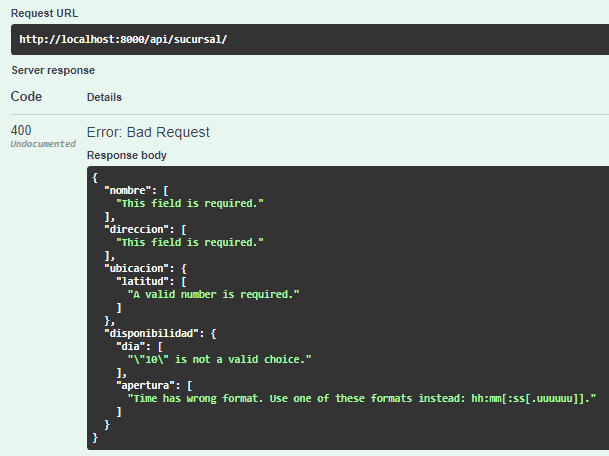 Request URL
http://localhost:8000/api/sucursal/
Server response
Code Details
400 Error: Bad Request
Undocumented
Response body
{
  "nombre": [
    "This field is required."
  ],
  "direccion": [
    "This field is required."
  ],
  "ubicacion": {
    "latitud": [
      "A valid number is required."
    ]
  },
  "disponibilidad": {
    "dia": [
      "\"10\" is not a valid choice."
    ],
    "apertura": [
      "Time has wrong format. Use one of these formats instead: hh:mm[:ss[.uuuuuu]]."
    ]
  }
}